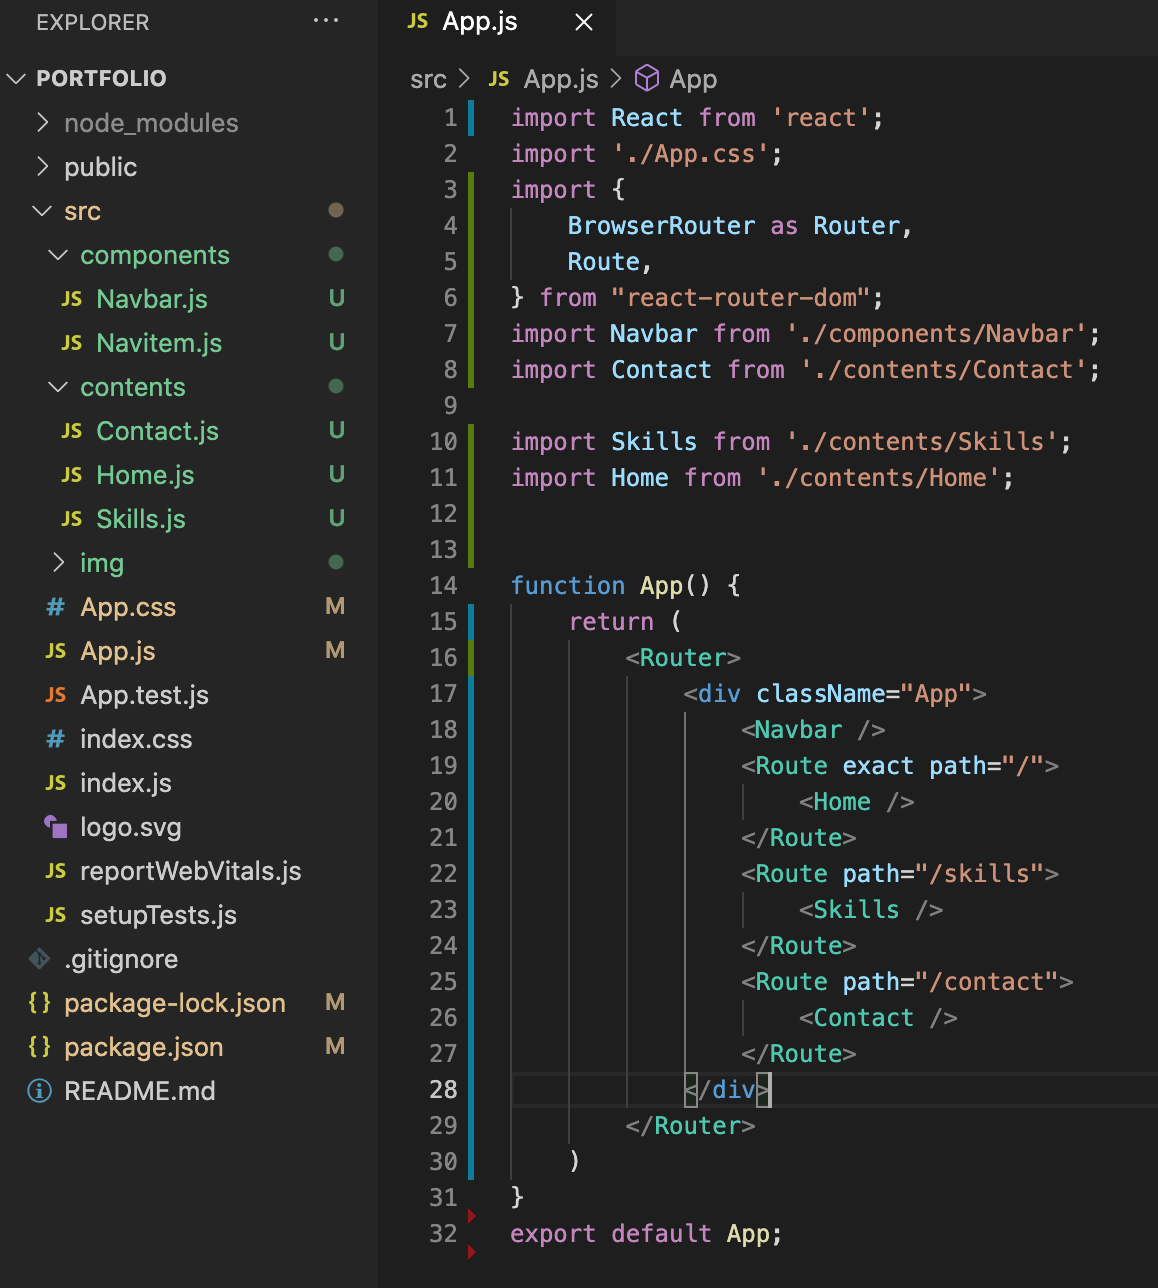 EXPLORER ...
PORTFOLIO
node_modules
public
src
components
JS Navbar.js U
JS Navitem.js U
contents
JS Contact.js U
JS Home.js U
JS Skills.js U
img
# App.css M
JS App.js M
JS App.test.js
# index.css
JS index.js
logo.svg
JS reportWebVitals.js
JS setupTests.js
.gitignore
{} package-lock.json M
{} package.json M
README.md
JS App.js ×
src > JS App.js > App
1 import React from 'react';
2 import './App.css';
3 import {
4     BrowserRouter as Router,
5     Route,
6 } from "react-router-dom";
7 import Navbar from './components/Navbar';
8 import Contact from './contents/Contact';
9
10 import Skills from './contents/Skills';
11 import Home from './contents/Home';
12
13
14 function App() {
15     return (
16         <Router>
17             <div className="App">
18                 <Navbar />
19                 <Route exact path="/">
20                     <Home />
21                 </Route>
22                 <Route path="/skills">
23                     <Skills />
24                 </Route>
25                 <Route path="/contact">
26                     <Contact />
27                 </Route>
28             </div>
29         </Router>
30     )
31 }
32 export default App;